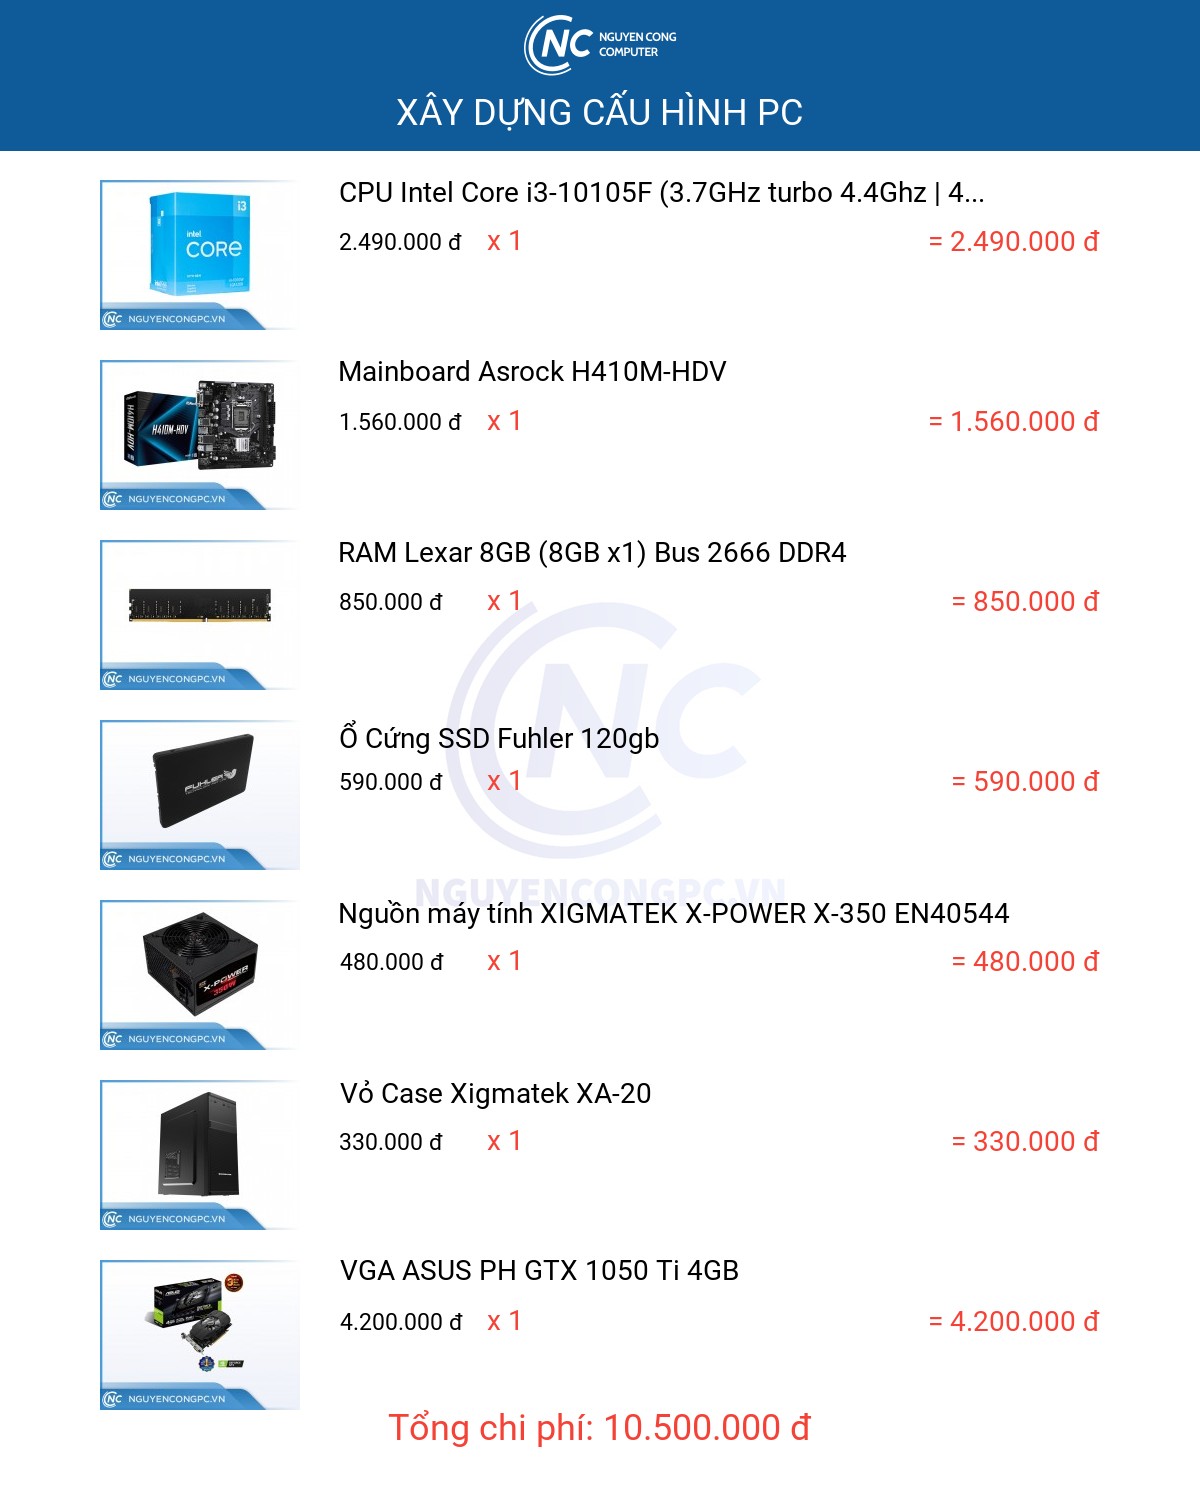 NC NGUYEN CONG
COMPUTER
XÂY DỰNG CẤU HÌNH PC
CPU Intel Core i3-10105F (3.7GHz turbo 4.4Ghz | 4...
2.490.000 đ x 1 = 2.490.000 đ
i3
intel
CORE
NC NGUYENCONGPC.VN
Mainboard Asrock H410M-HDV
1.560.000 đ x 1 = 1.560.000 đ
H410M-HDV
H410M-HDV
NC NGUYENCONGPC.VN
RAM Lexar 8GB (8GB x1) Bus 2666 DDR4
850.000 đ x 1 = 850.000 đ
NC NGUYENCONGPC.VN
NC
Ổ Cứng SSD Fuhler 120gb
590.000 đ x 1 = 590.000 đ
FUHLER
NC NGUYENCONGPC.VN
NGUYENCONGPC.VN
Nguồn máy tính XIGMATEK X-POWER X-350 EN40544
480.000 đ x 1 = 480.000 đ
X-POWER
350W
NC NGUYENCONGPC.VN
Vỏ Case Xigmatek XA-20
330.000 đ x 1 = 330.000 đ
NC NGUYENCONGPC.VN
VGA ASUS PH GTX 1050 Ti 4GB
4.200.000 đ x 1 = 4.200.000 đ
NC NGUYENCONGPC.VN
Tổng chi phí: 10.500.000 đ